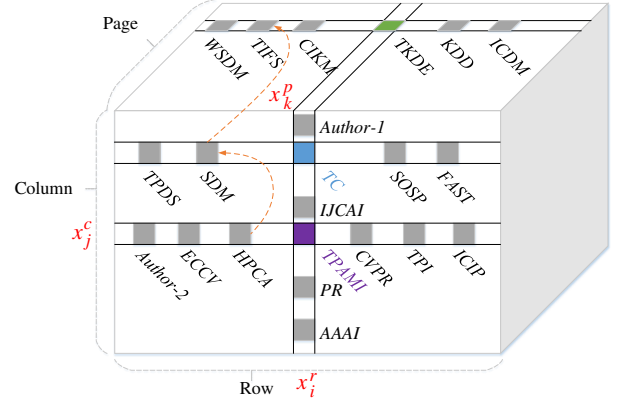 Page
WSDM TIFS CIKM TKDE KDD ICDM
x_k^p
Author-1
TPDS SDM TC SOSP FAST
Column
IJCAI
x_j^c
Author-2 ECCV HPCA TPAMI CVPR TPI ICIP
PR
AAAI
Row x_i^r